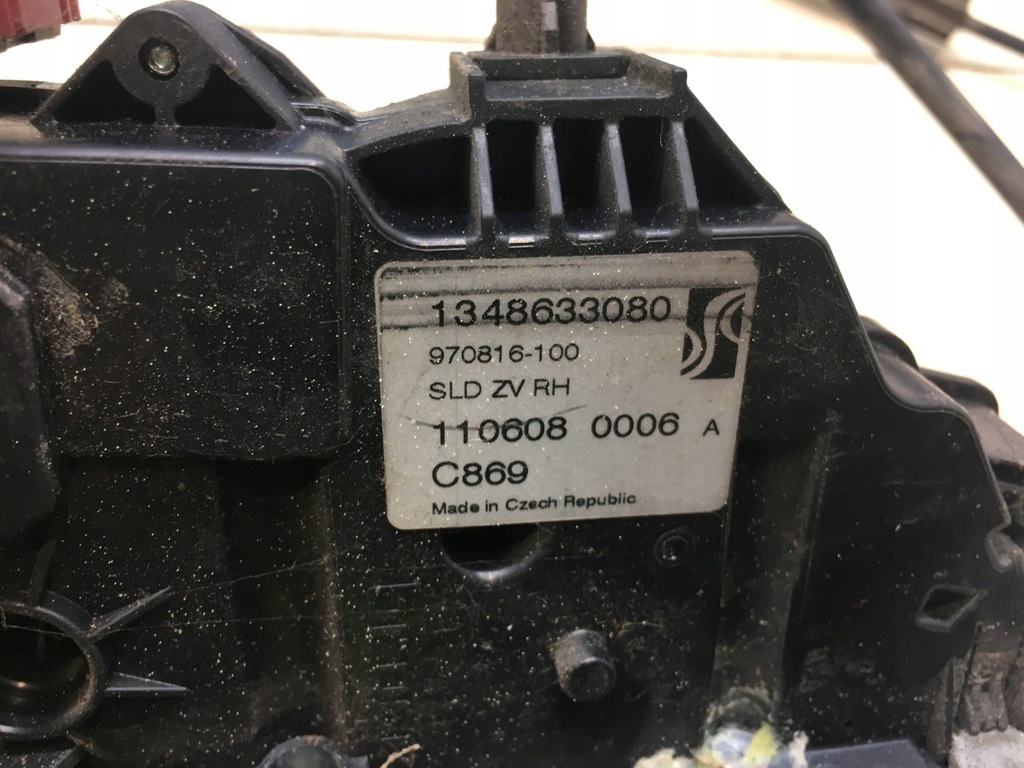 1348633080
970816-100
SLD ZV RH
110608 0006 A
C869
Made in Czech Republic